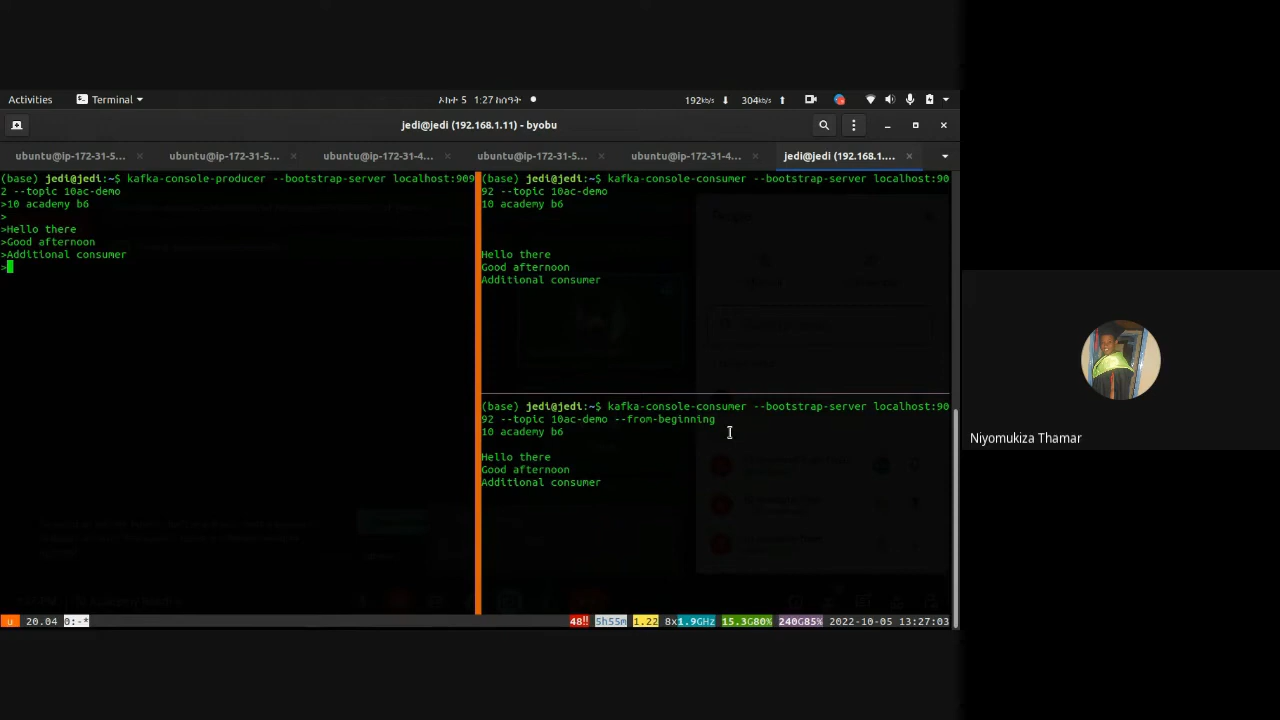 Activities
Terminal
ኦክተ 5 1:27 ከሰዓት
192kb/s
304kb/s
jedi@jedi (192.168.1.11) - byobu
ubuntu@ip-172-31-5...
ubuntu@ip-172-31-5...
ubuntu@ip-172-31-4...
ubuntu@ip-172-31-5...
ubuntu@ip-172-31-4...
jedi@jedi (192.168.1....
(base) jedi@jedi:~$ kafka-console-producer --bootstrap-server localhost:909
2 --topic 10ac-demo
>10 academy b6
>
>Hello there
>Good afternoon
>Additional consumer
>
(base) jedi@jedi:~$ kafka-console-consumer --bootstrap-server localhost:90
92 --topic 10ac-demo
10 academy b6
Hello there
Good afternoon
Additional consumer
(base) jedi@jedi:~$ kafka-console-consumer --bootstrap-server localhost:90
92 --topic 10ac-demo --from-beginning
10 academy b6
Hello there
Good afternoon
Additional consumer
u 20.04 0:-*
48!! 5h55m 1.22 8x1.9GHz 15.3G80% 240G85% 2022-10-05 13:27:03
Niyomukiza Thamar